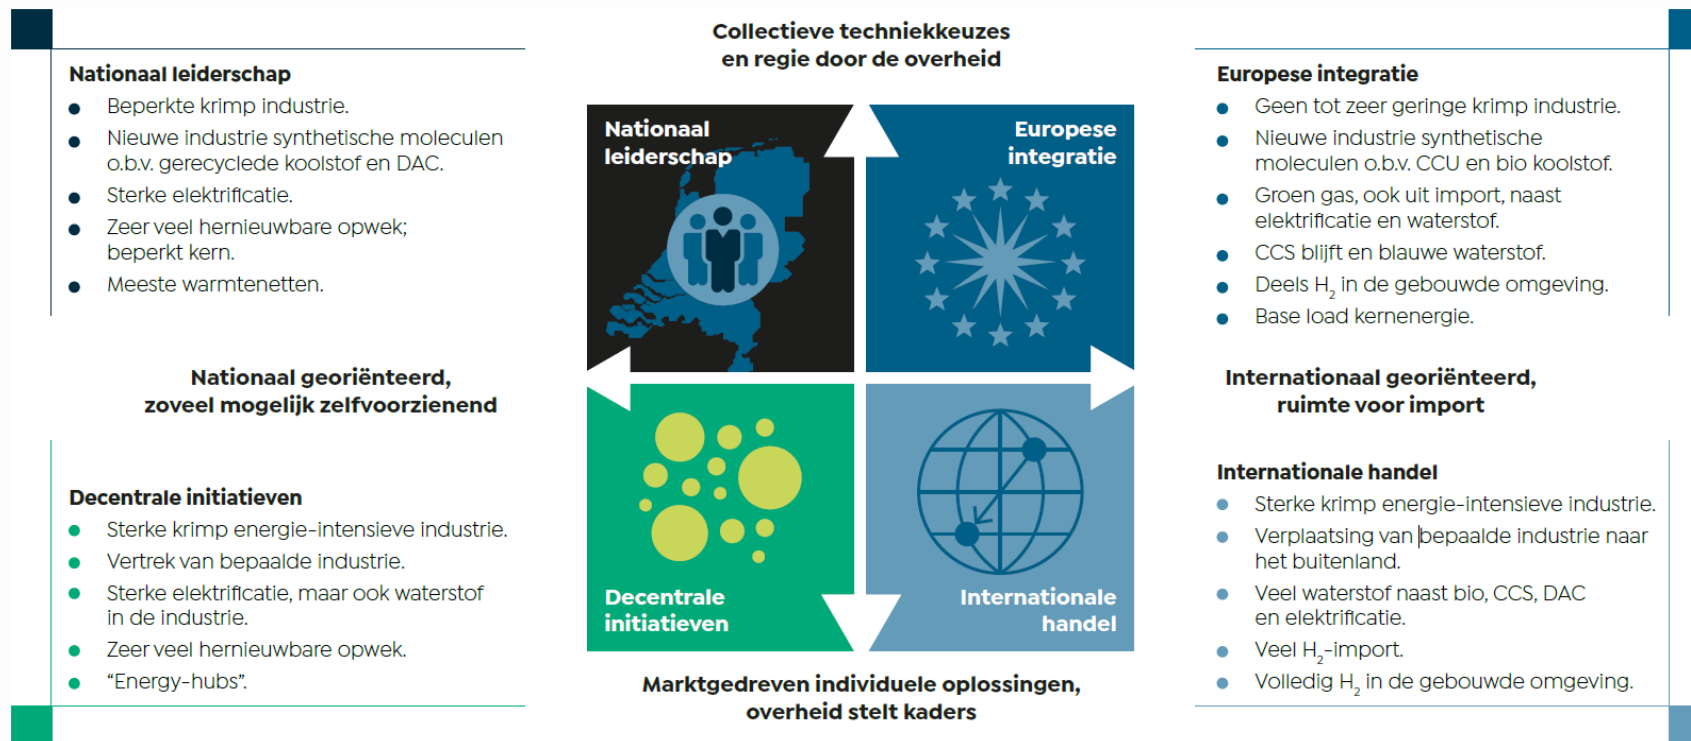 Collectieve techniekkeuzes
en regie door de overheid
Nationaal leiderschap
Beperkte krimp industrie.
Nieuwe industrie synthetische moleculen
o.b.v. gerecyclede koolstof en DAC.
Sterke elektrificatie.
Zeer veel hernieuwbare opwek;
beperkt kern.
Meeste warmtenetten.
Nationaal
leiderschap
Europese
integratie
Europese integratie
Geen tot zeer geringe krimp industrie.
Nieuwe industrie synthetische
moleculen o.b.v. CCU en bio koolstof.
Groen gas, ook uit import, naast
elektrificatie en waterstof.
CCS blijft en blauwe waterstof.
Deels H₂ in de gebouwde omgeving.
Base load kernenergie.
Nationaal georiënteerd,
zoveel mogelijk zelfvoorzienend
Internationaal georiënteerd,
ruimte voor import
Decentrale initiatieven
Sterke krimp energie-intensieve industrie.
Vertrek van bepaalde industrie.
Sterke elektrificatie, maar ook waterstof
in de industrie.
Zeer veel hernieuwbare opwek.
“Energy-hubs”.
Decentrale
initiatieven
Internationale
handel
Internationale handel
Sterke krimp energie-intensieve industrie.
Verplaatsing van bepaalde industrie naar
het buitenland.
Veel waterstof naast bio, CCS, DAC
en elektrificatie.
Veel H₂-import.
Volledig H₂ in de gebouwde omgeving.
Marktgedreven individuele oplossingen,
overheid stelt kaders